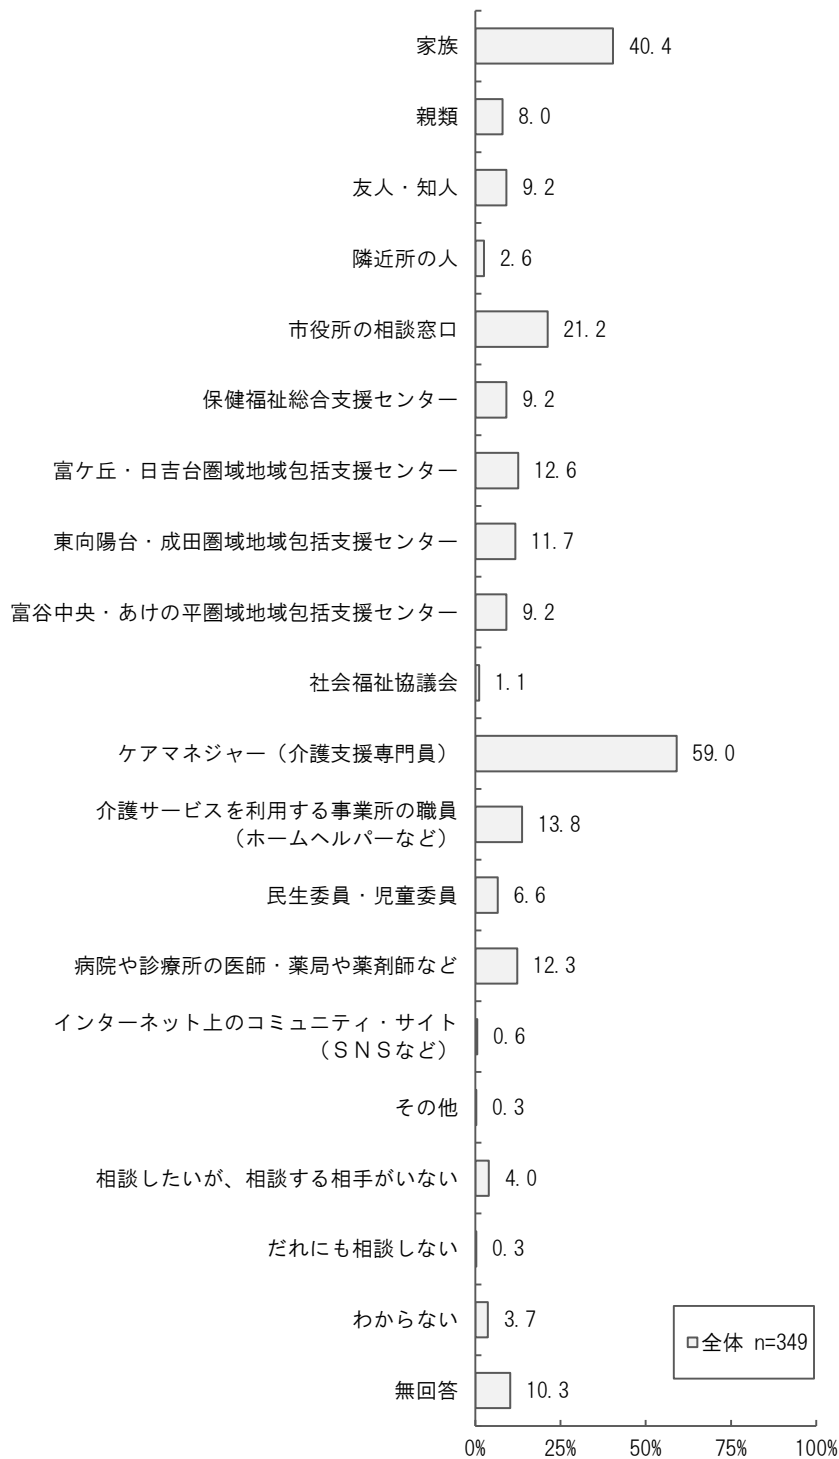 家族 40.4
親類 8.0
友人・知人 9.2
隣近所の人 2.6
市役所の相談窓口 21.2
保健福祉総合支援センター 9.2
富ケ丘・日吉台圏域地域包括支援センター 12.6
東向陽台・成田圏域地域包括支援センター 11.7
富谷中央・あけの平圏域地域包括支援センター 9.2
社会福祉協議会 1.1
ケアマネジャー（介護支援専門員） 59.0
介護サービスを利用する事業所の職員
（ホームヘルパーなど） 13.8
民生委員・児童委員 6.6
病院や診療所の医師・薬局や薬剤師など 12.3
インターネット上のコミュニティ・サイト
（ＳＮＳなど） 0.6
その他 0.3
相談したいが、相談する相手がいない 4.0
だれにも相談しない 0.3
わからない 3.7
全体 n=349
無回答 10.3
0% 25% 50% 75% 100%